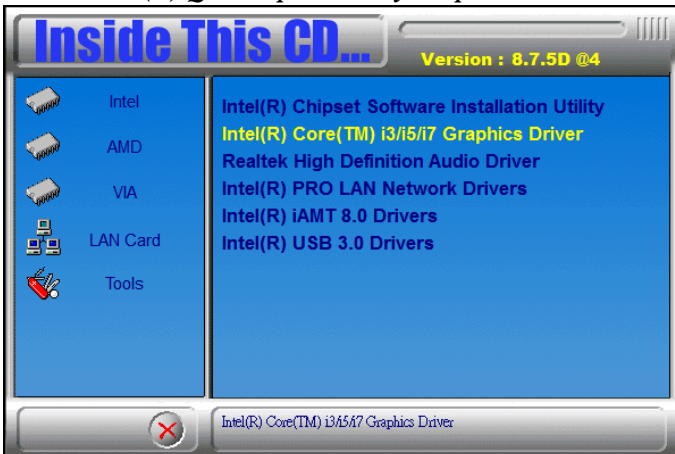 Inside This CD...
Version : 8.7.5D @4
Intel
AMD
VIA
LAN Card
Tools
Intel(R) Chipset Software Installation Utility
Intel(R) Core(TM) i3/i5/i7 Graphics Driver
Realtek High Definition Audio Driver
Intel(R) PRO LAN Network Drivers
Intel(R) iAMT 8.0 Drivers
Intel(R) USB 3.0 Drivers
Intel(R) Core(TM) i3/i5/i7 Graphics Driver